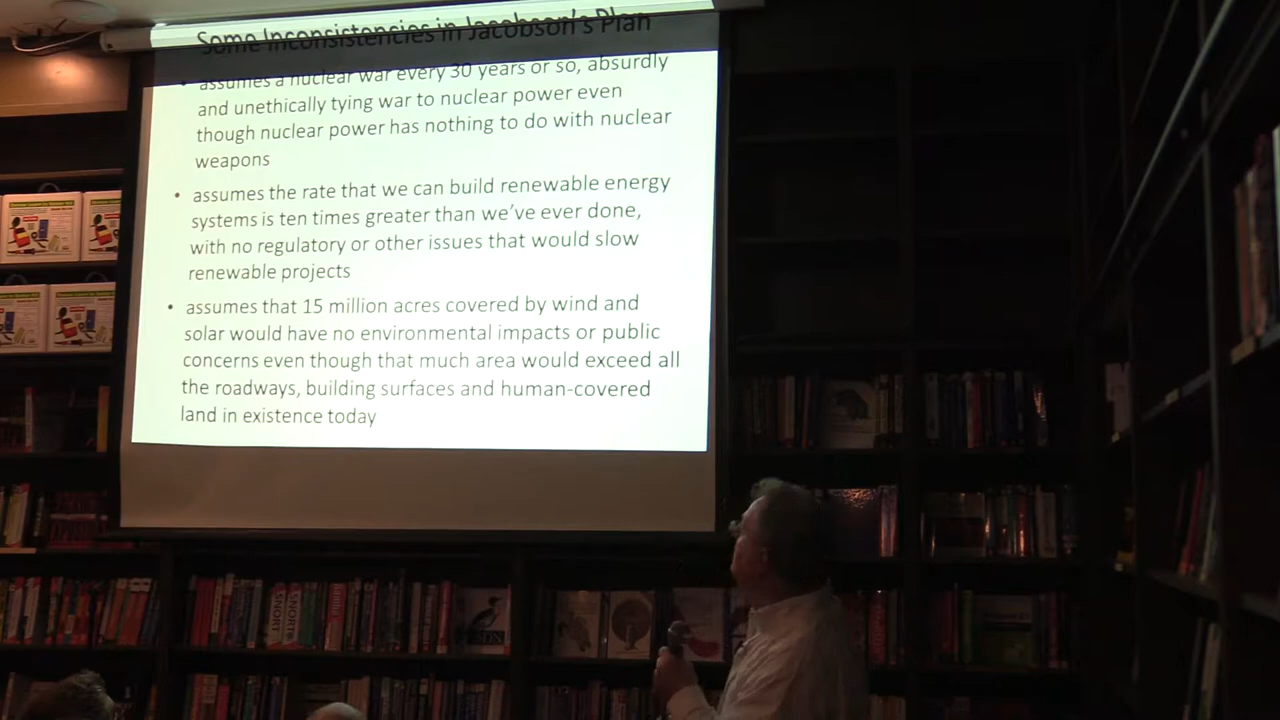 Some Inconsistencies in Jacobson's Plan
• assumes a nuclear war every 30 years or so, absurdly
and unethically tying war to nuclear power even
though nuclear power has nothing to do with nuclear
weapons
• assumes the rate that we can build renewable energy
systems is ten times greater than we've ever done,
with no regulatory or other issues that would slow
renewable projects
• assumes that 15 million acres covered by wind and
solar would have no environmental impacts or public
concerns even though that much area would exceed all
the roadways, building surfaces and human-covered
land in existence today
SNORT
SNORT